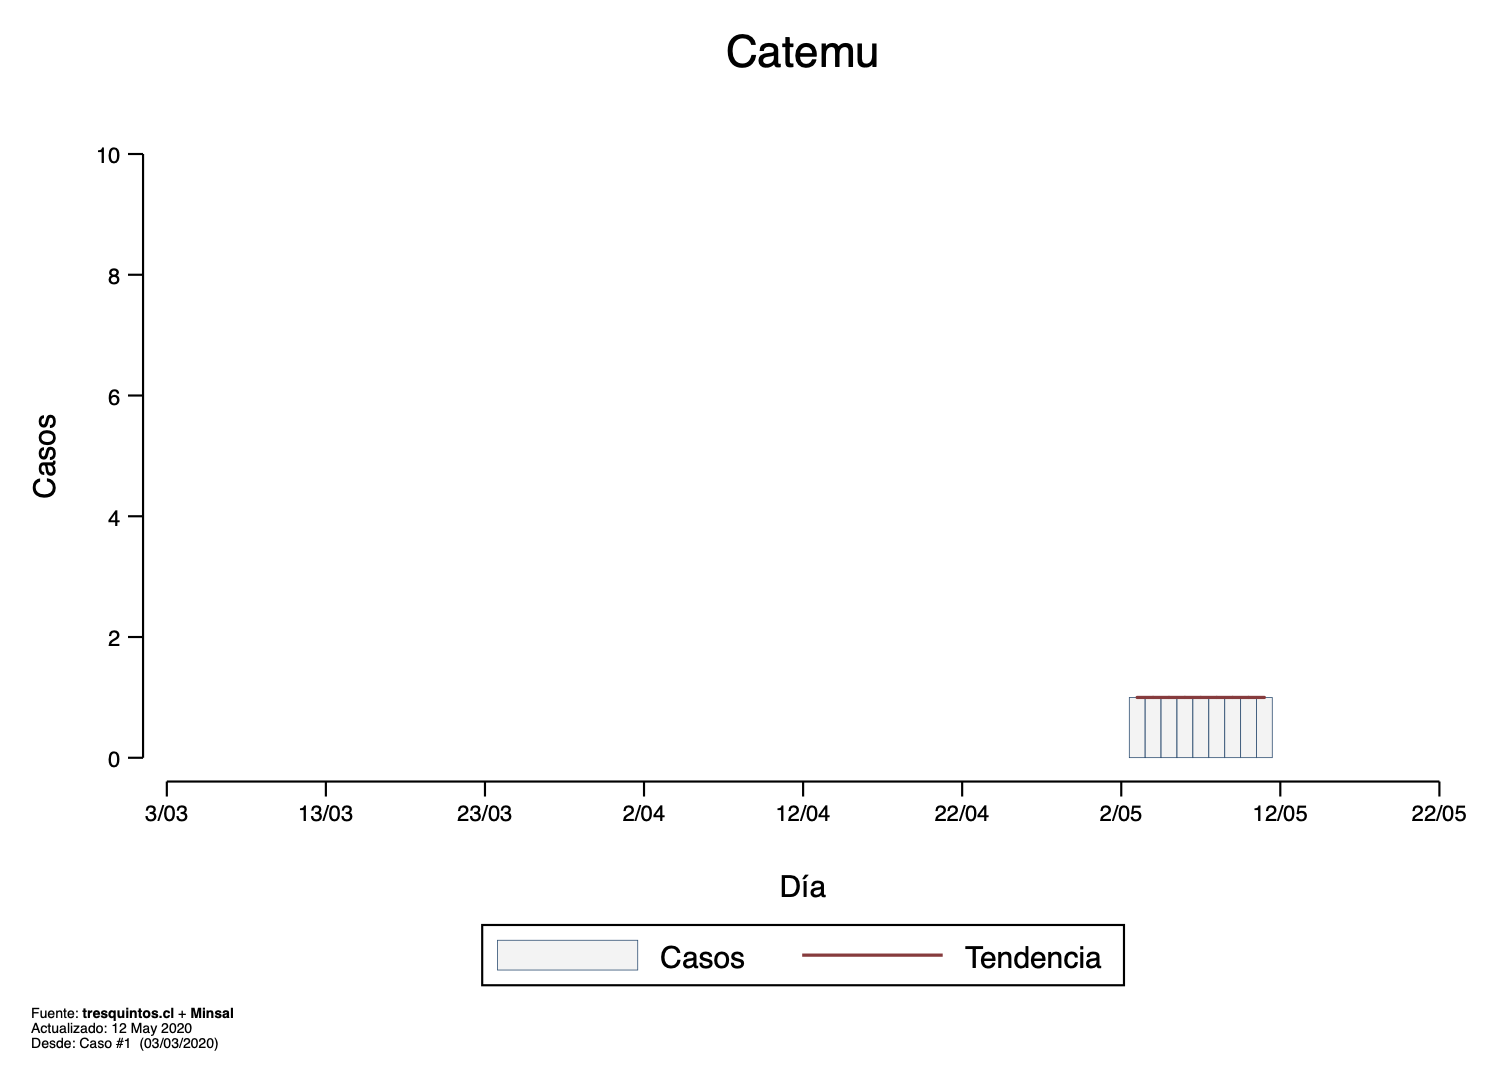 Catemu
10
8
6
4
2
0
Casos
3/03 13/03 23/03 2/04 12/04 22/04 2/05 12/05 22/05
Día
Casos Tendencia
Fuente: tresquintos.cl + Minsal
Actualizado: 12 May 2020
Desde: Caso #1 (03/03/2020)